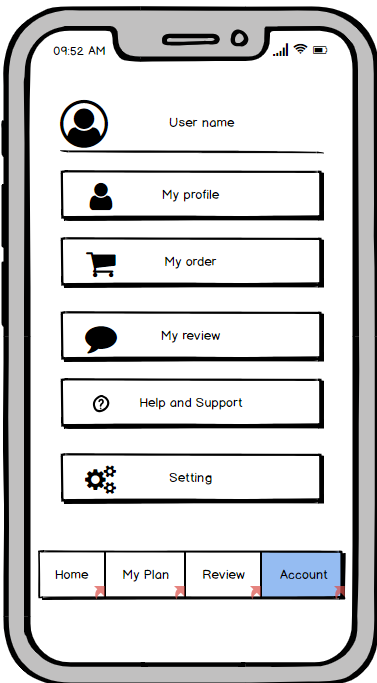 09:52 AM
User name
My profile
My order
My review
?
Help and Support
Setting
Home
My Plan
Review
Account